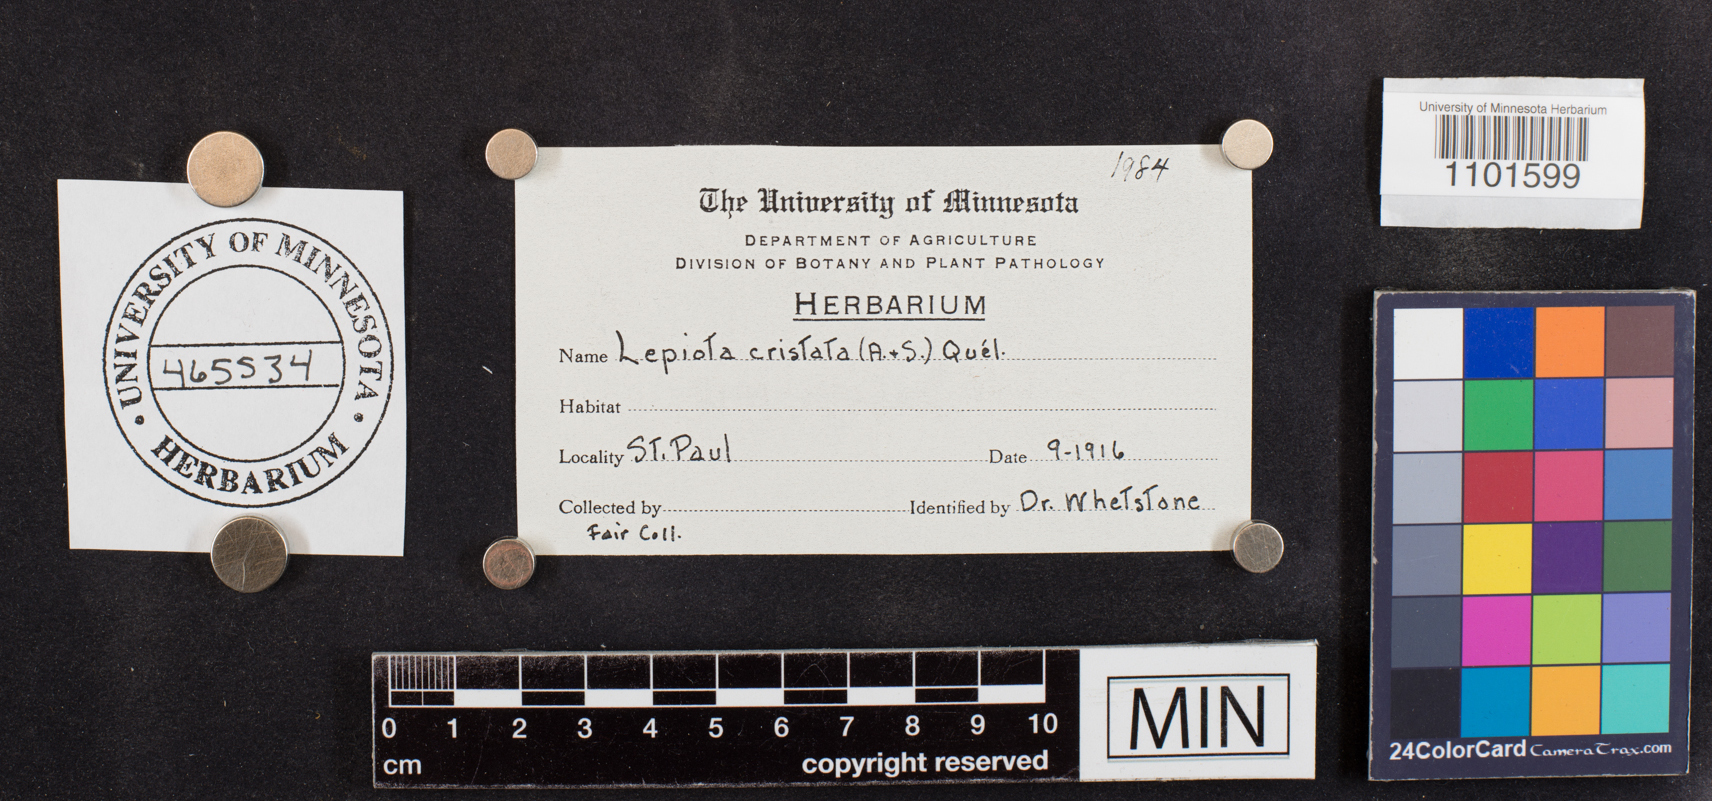 UNIVERSITY OF MINNESOTA
465534
• HERBARIUM •
1984
The University of Minnesota
DEPARTMENT OF AGRICULTURE
DIVISION OF BOTANY AND PLANT PATHOLOGY
HERBARIUM
Name Lepiota cristata (A.+S.) Quél.
Habitat
Locality St. Paul Date 9-1916
Collected by Identified by Dr. Whetstone
Fair Coll.
University of Minnesota Herbarium
1101599
0 1 2 3 4 5 6 7 8 9 10
cm copyright reserved
MIN
24ColorCard CameraTrax.com